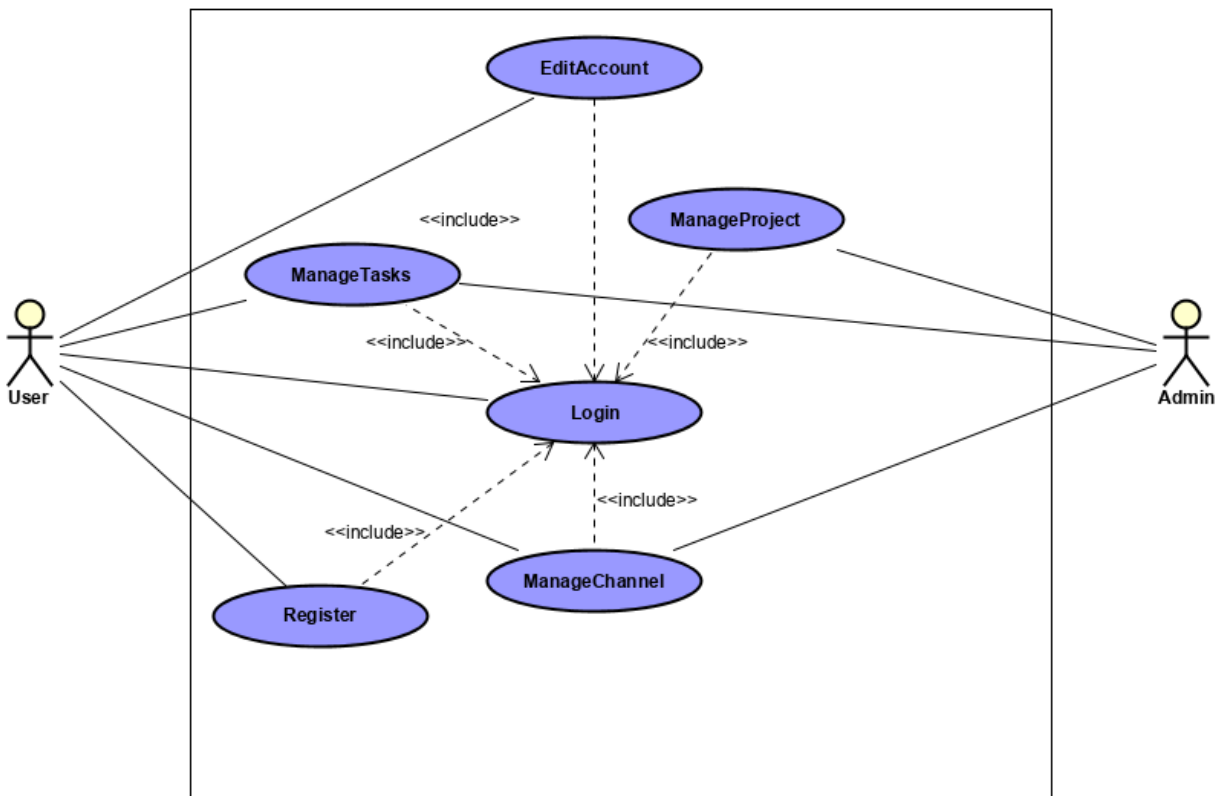 EditAccount
<<include>>
ManageProject
ManageTasks
<<include>>
<<include>>
User
Admin
Login
<<include>>
<<include>>
ManageChannel
Register